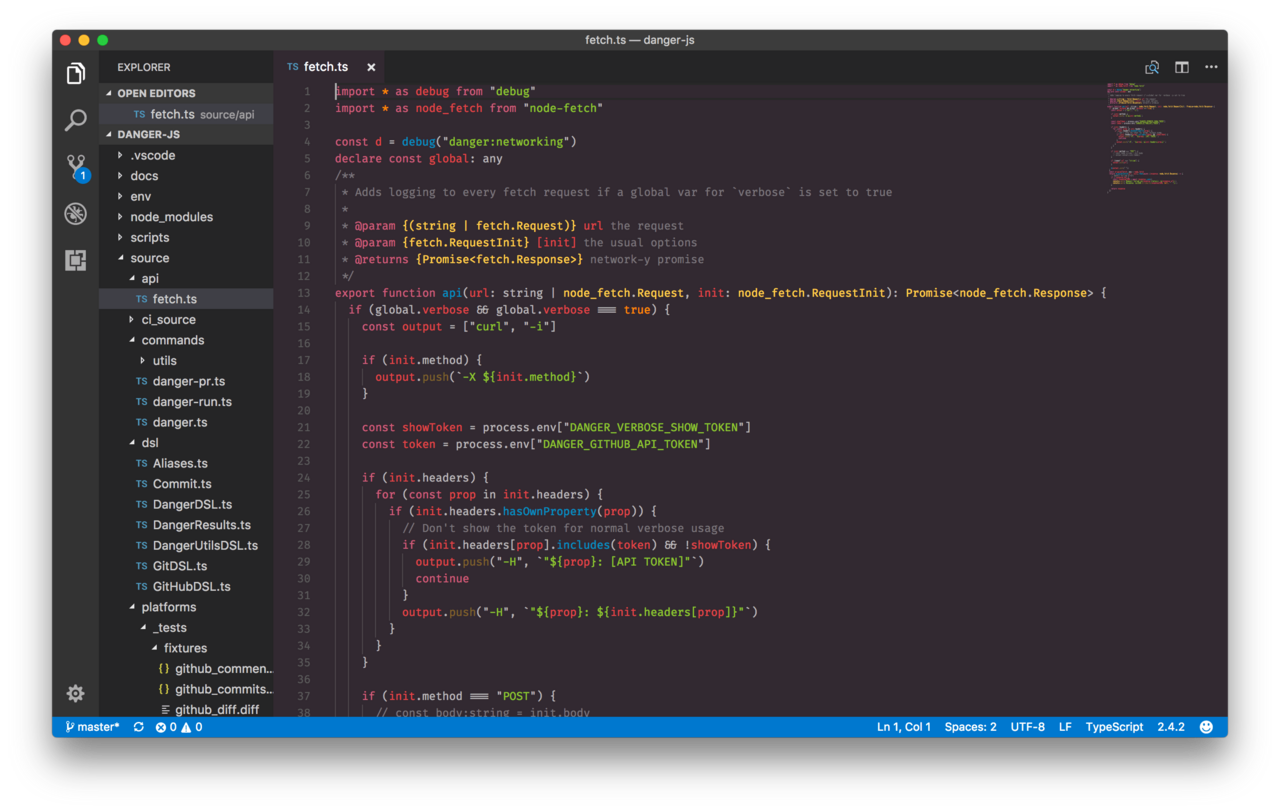 fetch.ts — danger-js
EXPLORER
OPEN EDITORS
TS fetch.ts source/api
DANGER-JS
.vscode
docs
env
node_modules
scripts
source
api
TS fetch.ts
ci_source
commands
utils
TS danger-pr.ts
TS danger-run.ts
TS danger.ts
dsl
TS Aliases.ts
TS Commit.ts
TS DangerDSL.ts
TS DangerResults.ts
TS DangerUtilsDSL.ts
TS GitDSL.ts
TS GitHubDSL.ts
platforms
_tests
fixtures
{} github_commen...
{} github_commits...
github_diff.diff
1
TS fetch.ts ×
1 import * as debug from "debug"
2 import * as node_fetch from "node-fetch"
3
4 const d = debug("danger:networking")
5 declare const global: any
6 /**
7 * Adds logging to every fetch request if a global var for `verbose` is set to true
8 *
9 * @param {(string | fetch.Request)} url the request
10 * @param {fetch.RequestInit} [init] the usual options
11 * @returns {Promise<fetch.Response>} network-y promise
12 */
13 export function api(url: string | node_fetch.Request, init: node_fetch.RequestInit): Promise<node_fetch.Response> {
14 if (global.verbose && global.verbose === true) {
15 const output = ["curl", "-i"]
16
17 if (init.method) {
18 output.push(`-X ${init.method}`)
19 }
20
21 const showToken = process.env["DANGER_VERBOSE_SHOW_TOKEN"]
22 const token = process.env["DANGER_GITHUB_API_TOKEN"]
23
24 if (init.headers) {
25 for (const prop in init.headers) {
26 if (init.headers.hasOwnProperty(prop)) {
27 // Don't show the token for normal verbose usage
28 if (init.headers[prop].includes(token) && !showToken) {
29 output.push("-H", `"${prop}: [API TOKEN]"`)
30 continue
31 }
32 output.push("-H", `"${prop}: ${init.headers[prop]}"`)
33 }
34 }
35 }
36
37 if (init.method === "POST") {
38 // const body:string = init.body
master* 0 0
Ln 1, Col 1 Spaces: 2 UTF-8 LF TypeScript 2.4.2